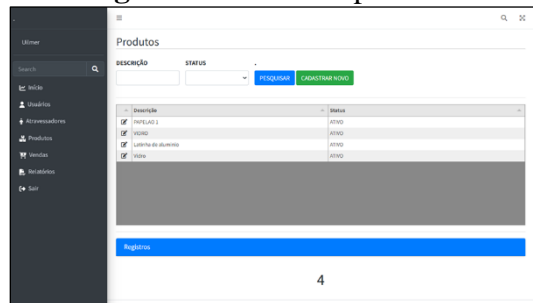 Ulimer
Search
Início
Usuários
Atravessadores
Produtos
Vendas
Relatórios
Sair
Produtos
DESCRIÇÃO STATUS .
PESQUISAR CADASTRAR NOVO
Descrição Status
PAPELAO 1 ATIVO
VIDRO ATIVO
Latinha de aluminio ATIVO
Vidro ATIVO
Registros
4